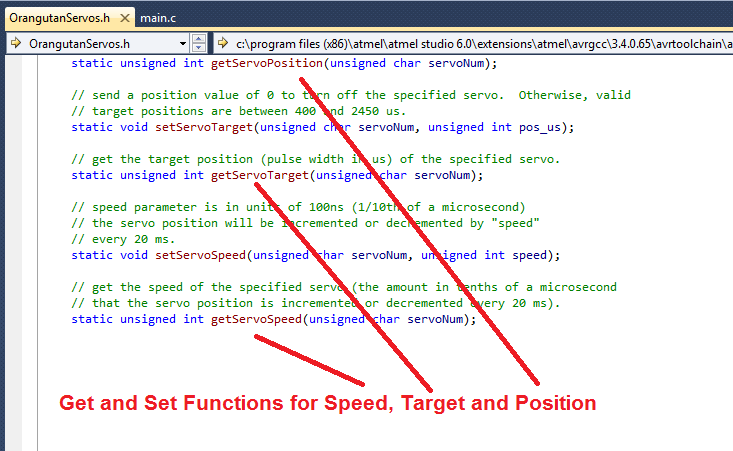 OrangutanServos.h main.c
OrangutanServos.h c:\program files (x86)\atmel\atmel studio 6.0\extensions\atmel\avrgcc\3.4.0.65\avrtoolchain\a
static unsigned int getServoPosition(unsigned char servoNum);
// send a position value of 0 to turn off the specified servo.  Otherwise, valid
// target positions are between 400 and 2450 us.
static void setServoTarget(unsigned char servoNum, unsigned int pos_us);
// get the target position (pulse width in us) of the specified servo.
static unsigned int getServoTarget(unsigned char servoNum);
// speed parameter is in units of 100ns (1/10th of a microsecond)
// the servo position will be incremented or decremented by "speed"
// every 20 ms.
static void setServoSpeed(unsigned char servoNum, unsigned int speed);
// get the speed of the specified servo (the amount in tenths of a microsecond
// that the servo position is incremented or decremented every 20 ms).
static unsigned int getServoSpeed(unsigned char servoNum);
Get and Set Functions for Speed, Target and Position